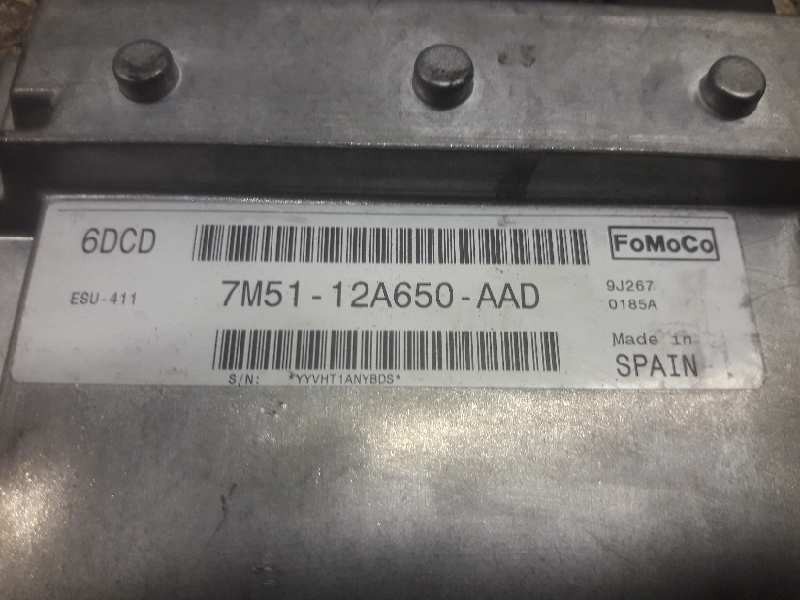 6DCD
FoMoCo
ESU-411
7M51-12A650-AAD
9J267
0185A
Made in
SPAIN
S/N: *YYVHT1ANYBDS*